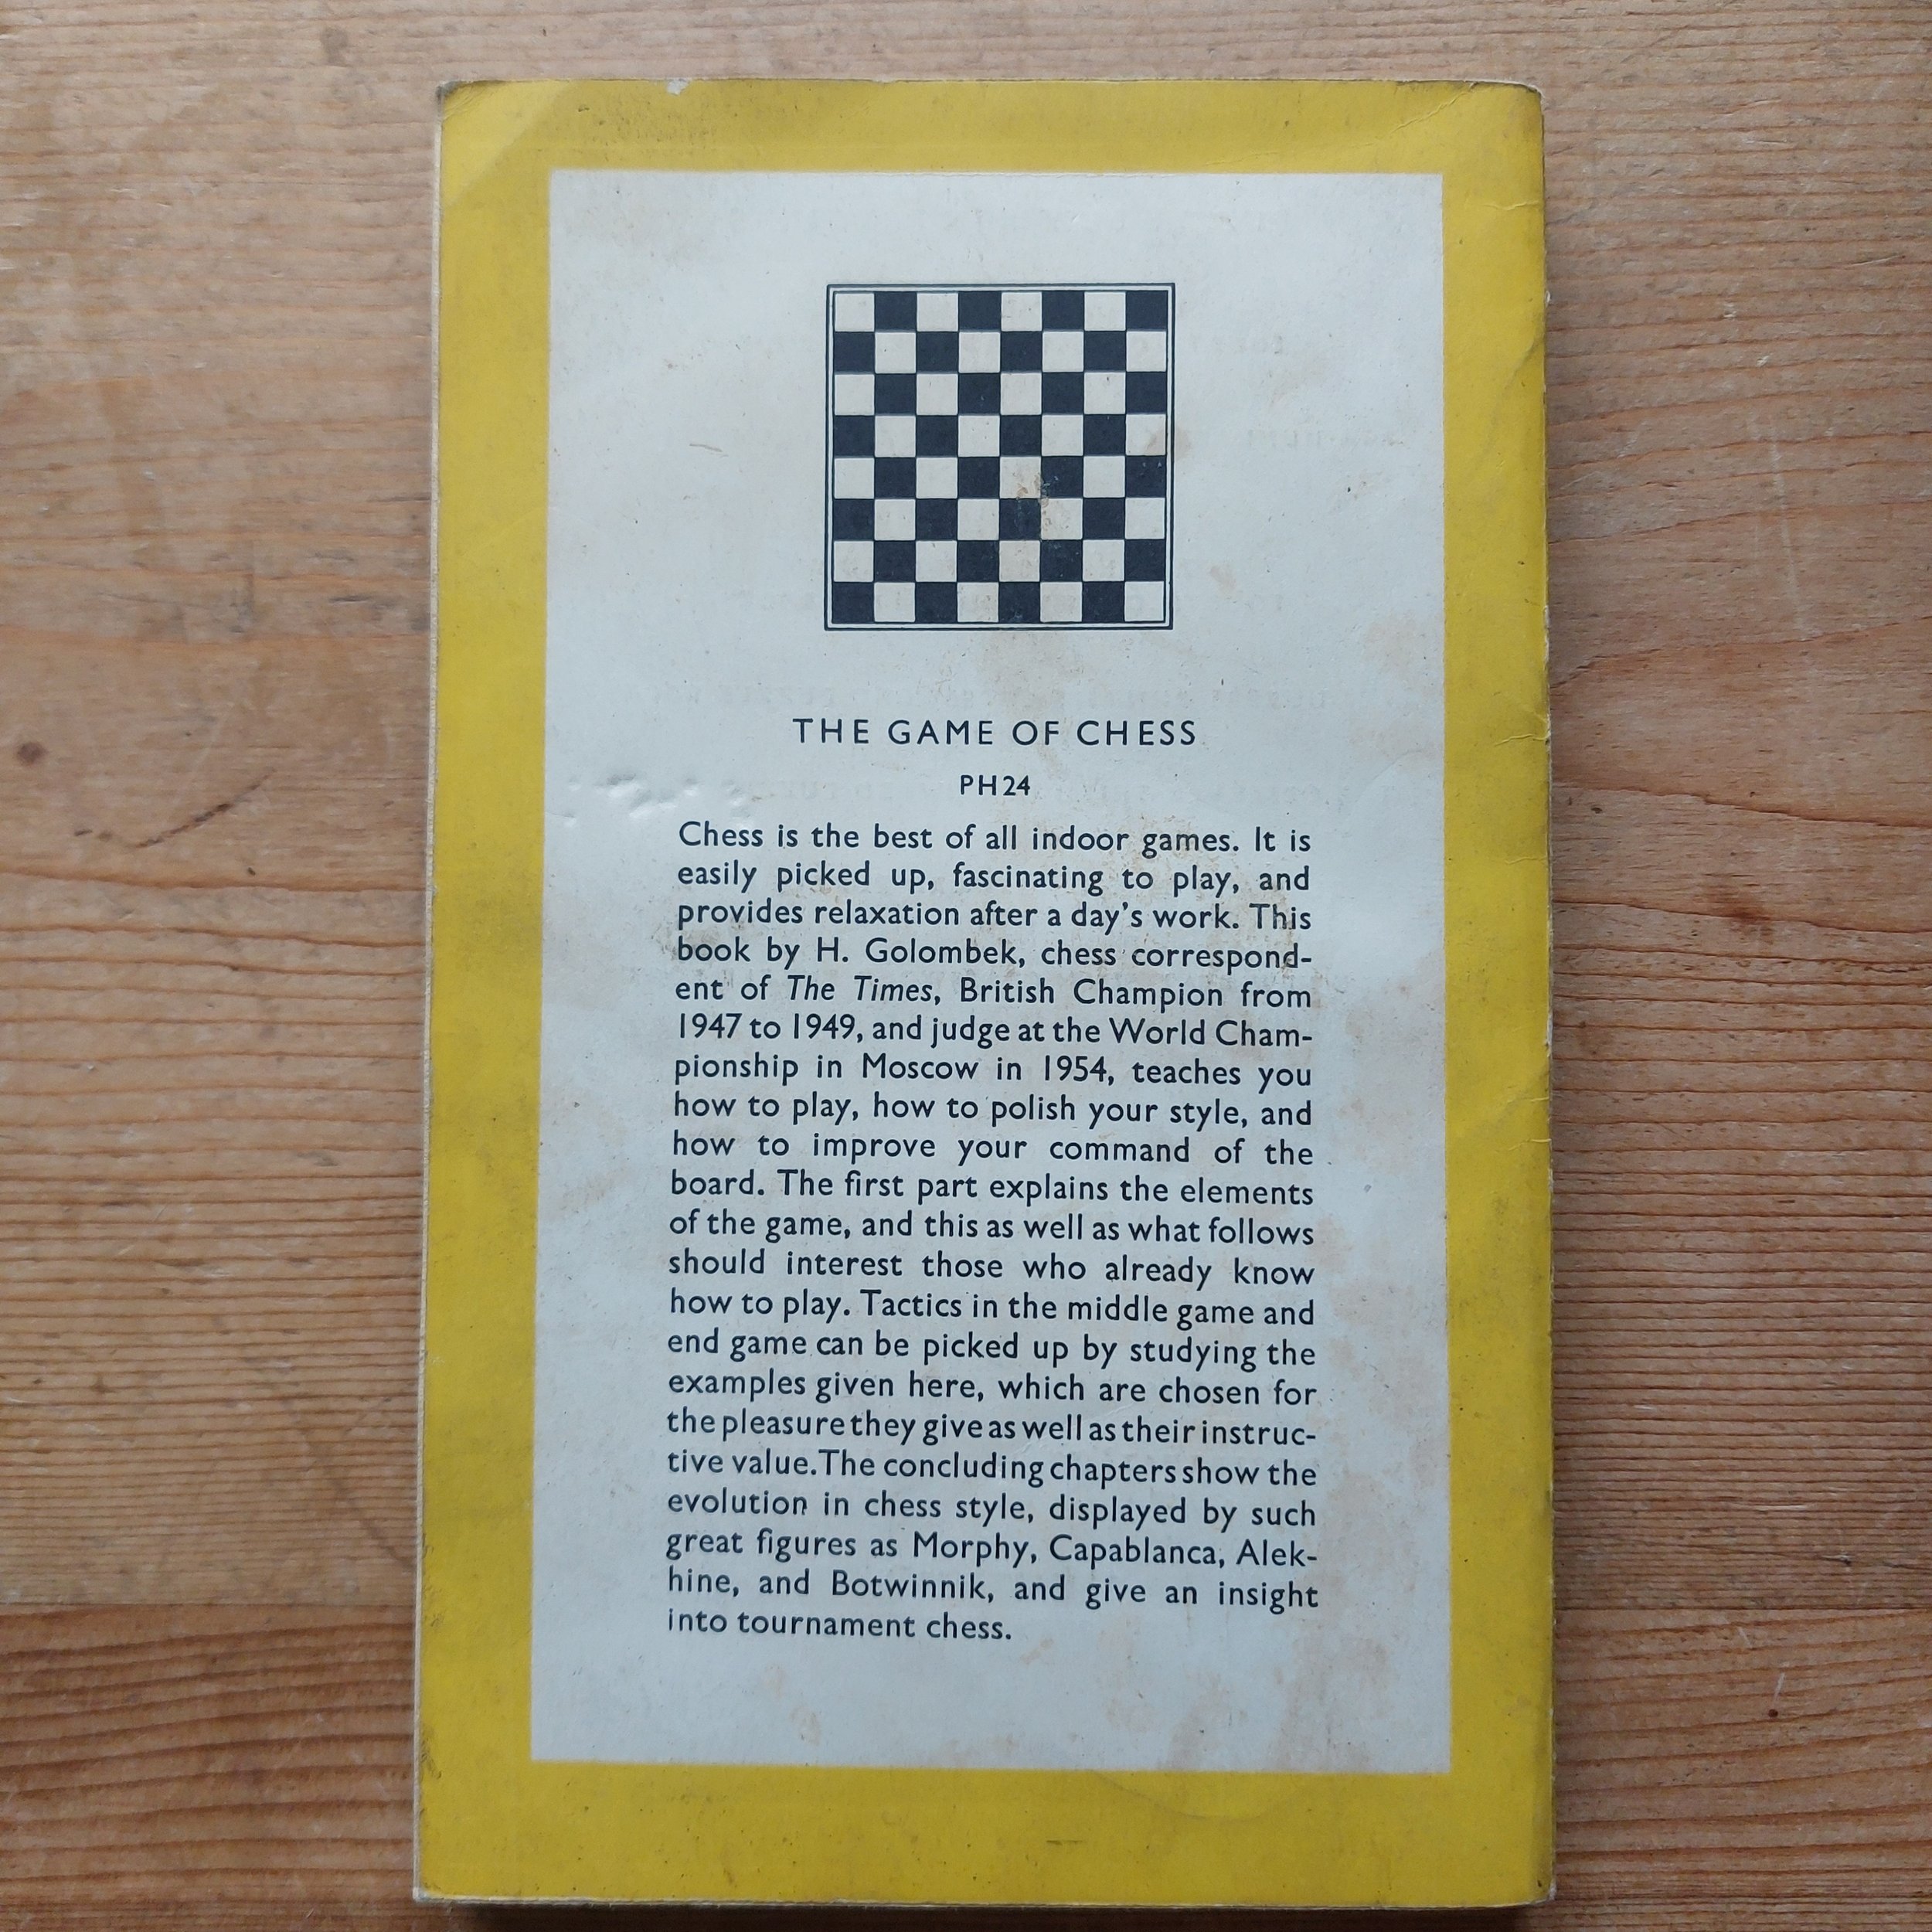 THE GAME OF CHESS
PH24
Chess is the best of all indoor games. It is
easily picked up, fascinating to play, and
provides relaxation after a day's work. This
book by H. Golombek, chess correspond-
ent of The Times, British Champion from
1947 to 1949, and judge at the World Cham-
pionship in Moscow in 1954, teaches you
how to play, how to polish your style, and
how to improve your command of the
board. The first part explains the elements
of the game, and this as well as what follows
should interest those who already know
how to play. Tactics in the middle game and
end game can be picked up by studying the
examples given here, which are chosen for
the pleasure they give as well as their instruc-
tive value. The concluding chapters show the
evolution in chess style, displayed by such
great figures as Morphy, Capablanca, Alek-
hine, and Botwinnik, and give an insight
into tournament chess.